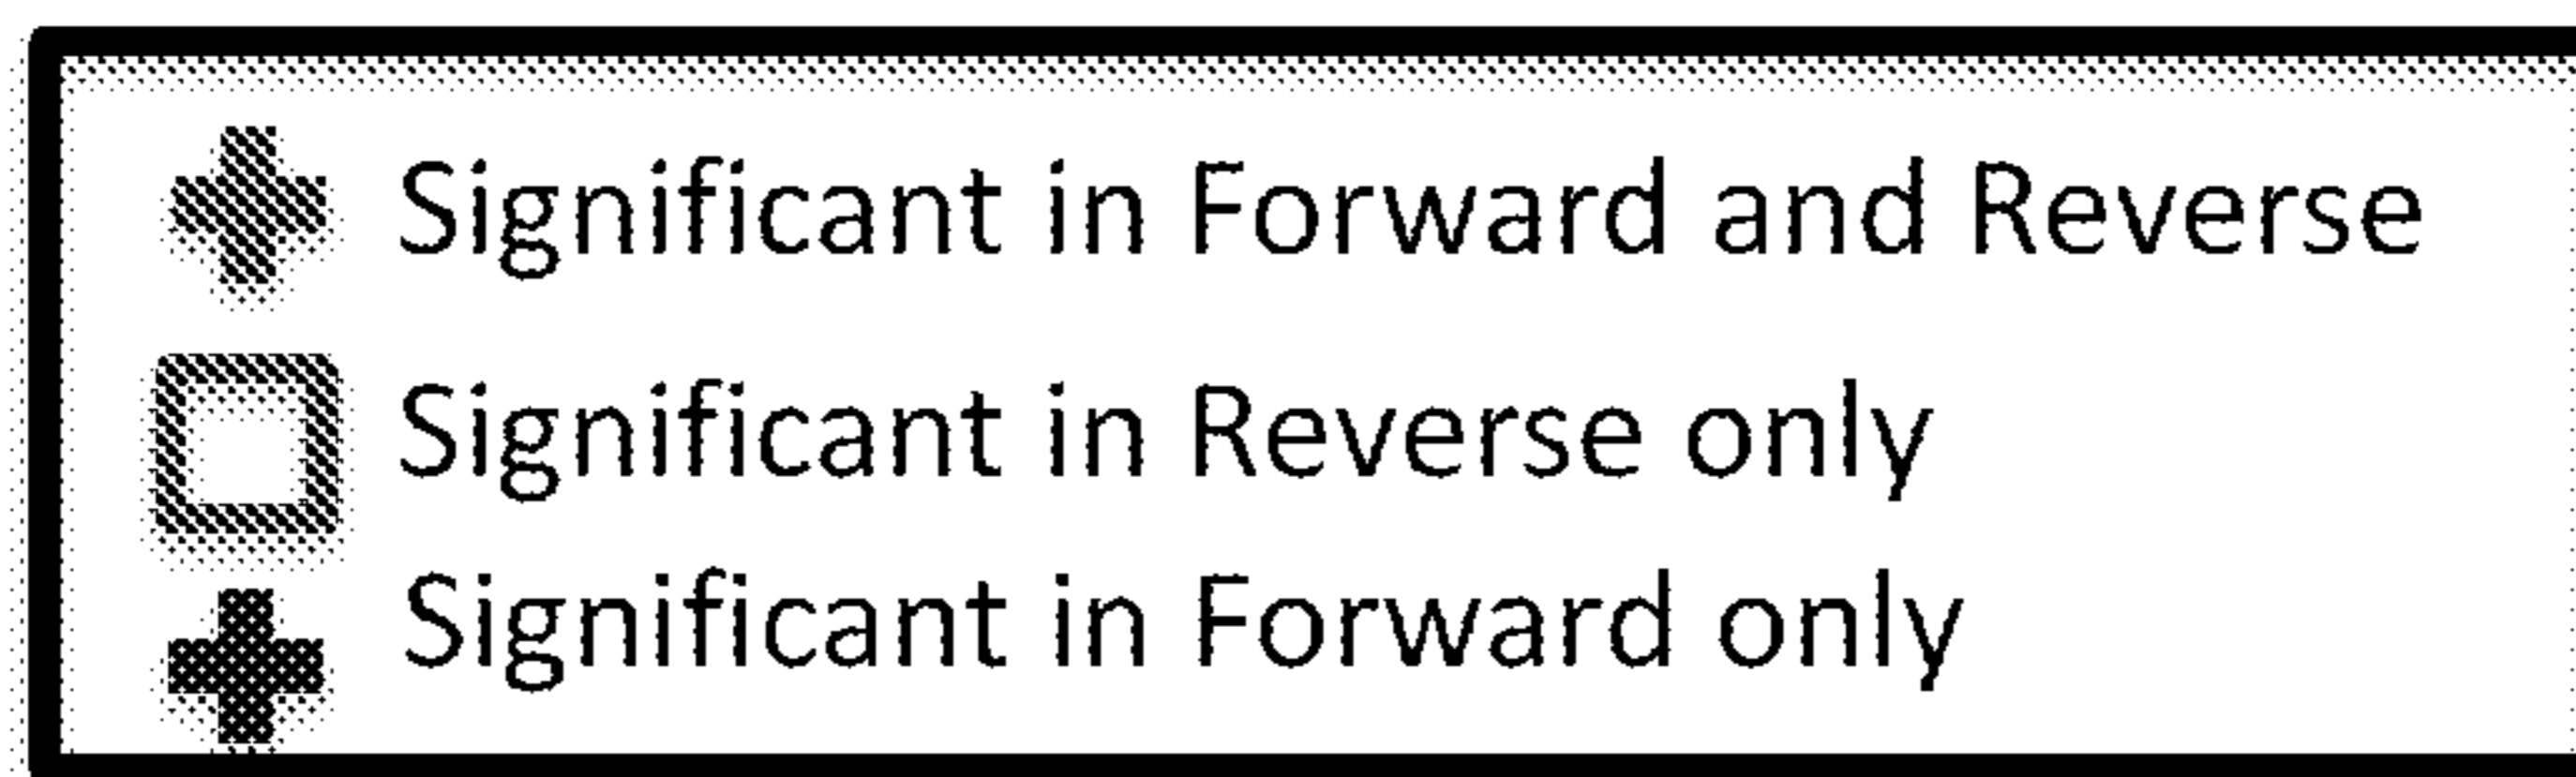 Significant in Forward and Reverse
Significant in Reverse only
Significant in Forward only